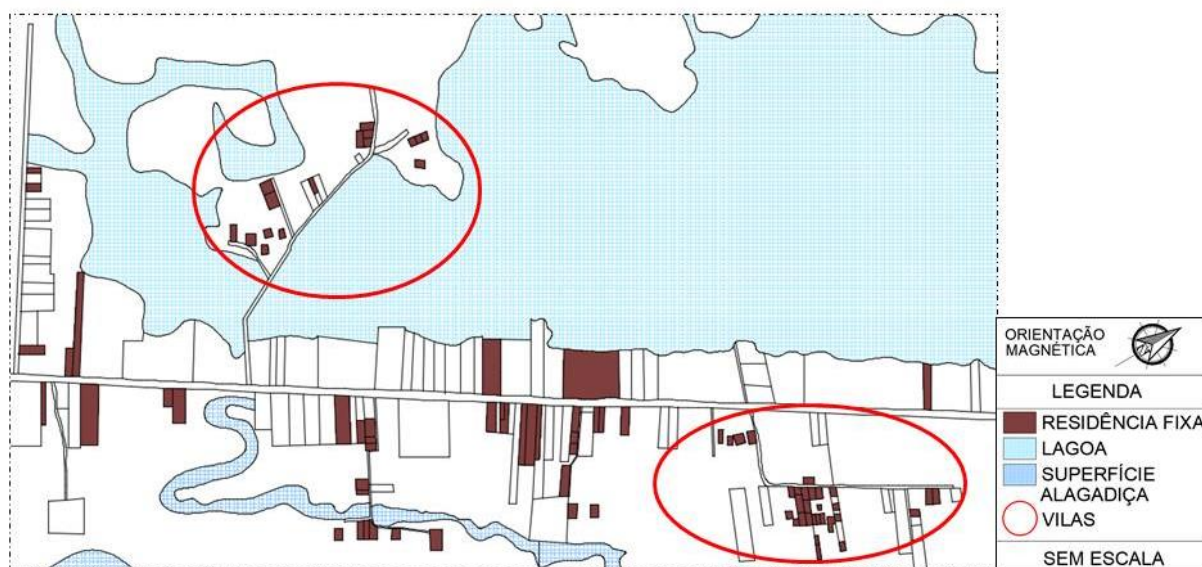 ORIENTAÇÃO
MAGNÉTICA
LEGENDA
RESIDÊNCIA FIXA
LAGOA
SUPERFÍCIE
ALAGADIÇA
VILAS
SEM ESCALA